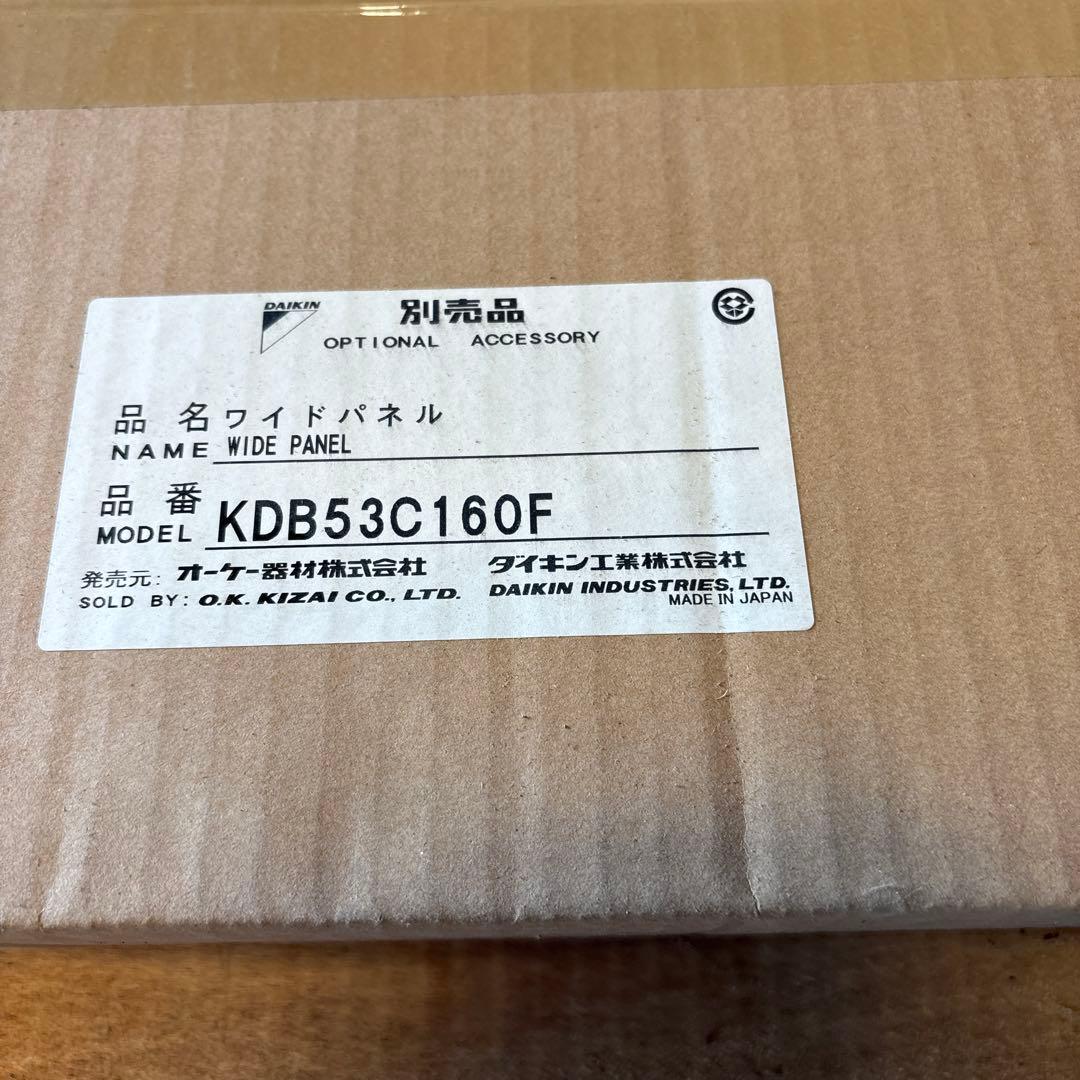 DAIKIN
別売品
OPTIONAL ACCESSORY
品名 ワイドパネル
NAME WIDE PANEL
品番
MODEL KDB53C160F
発売元: オーケー器材株式会社 ダイキン工業株式会社
SOLD BY: O.K. KIZAI CO., LTD. DAIKIN INDUSTRIES, LTD.
MADE IN JAPAN